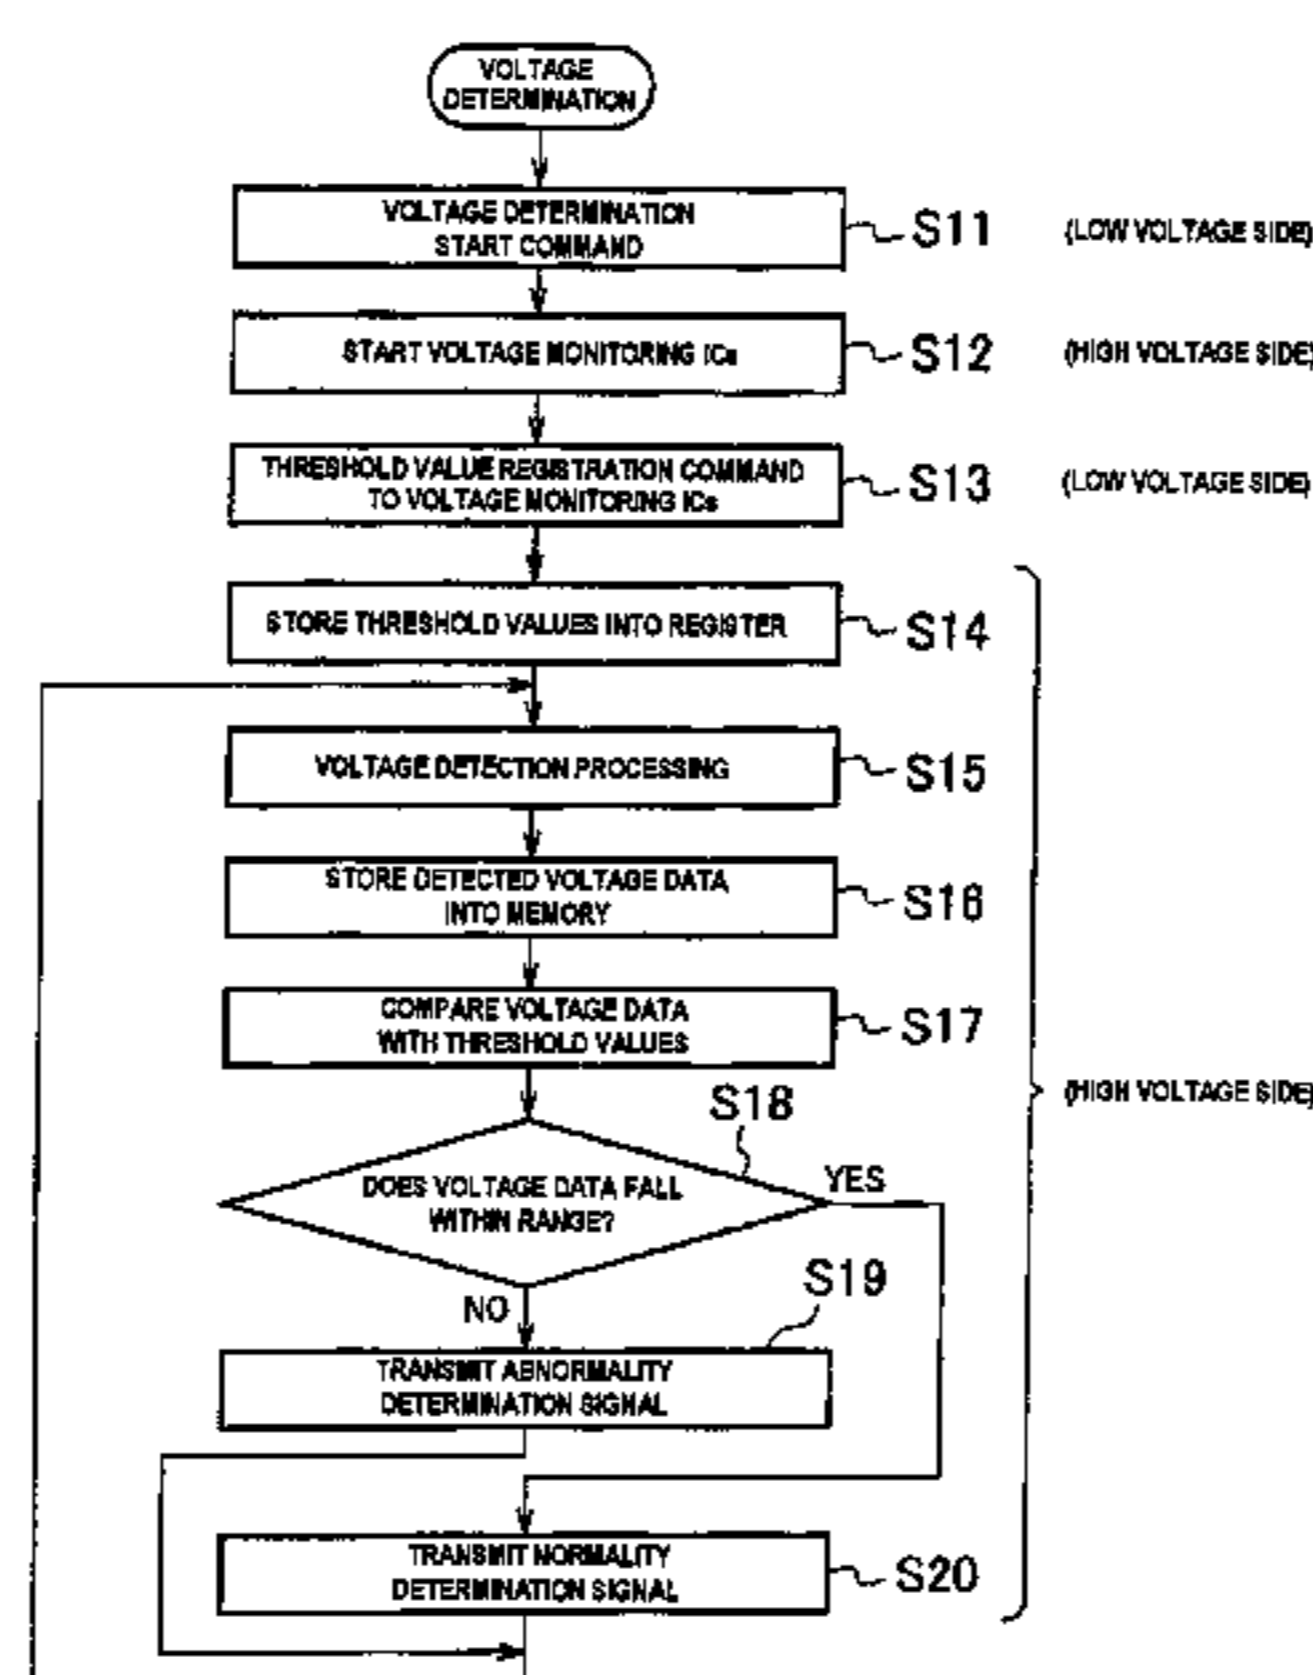 VOLTAGE
DETERMINATION
VOLTAGE DETERMINATION
START COMMAND
S11
(LOW VOLTAGE SIDE)
START VOLTAGE MONITORING ICs
S12
(HIGH VOLTAGE SIDE)
THRESHOLD VALUE REGISTRATION COMMAND
TO VOLTAGE MONITORING ICs
S13
(LOW VOLTAGE SIDE)
STORE THRESHOLD VALUES INTO REGISTER
S14
VOLTAGE DETECTION PROCESSING
S15
STORE DETECTED VOLTAGE DATA
INTO MEMORY
S16
COMPARE VOLTAGE DATA
WITH THRESHOLD VALUES
S17
(HIGH VOLTAGE SIDE)
S18
DOES VOLTAGE DATA FALL
WITHIN RANGE?
YES
NO
S19
TRANSMIT ABNORMALITY
DETERMINATION SIGNAL
TRANSMIT NORMALITY
DETERMINATION SIGNAL
S20